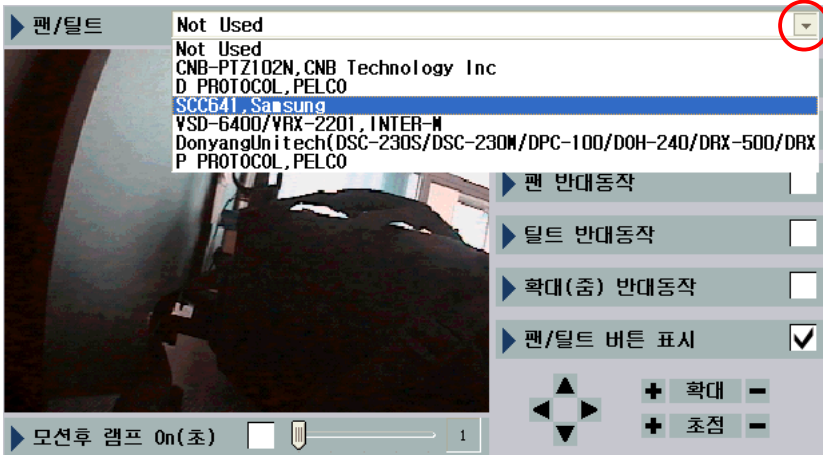 팬/틸트 Not Used
Not Used
CNB-PTZ102N,CNB Technology Inc
D PROTOCOL,PELCO
SCC641,Samsung
VSD-6400/VRX-2201,INTER-M
DonyangUnitech(DSC-230S/DSC-230M/DPC-100/DOH-240/DRX-500/DRX
P PROTOCOL,PELCO
팬 반대동작
틸트 반대동작
확대(줌) 반대동작
팬/틸트 버튼 표시
+ 확대 -
+ 초점 -
모션후 램프 On(초) 1